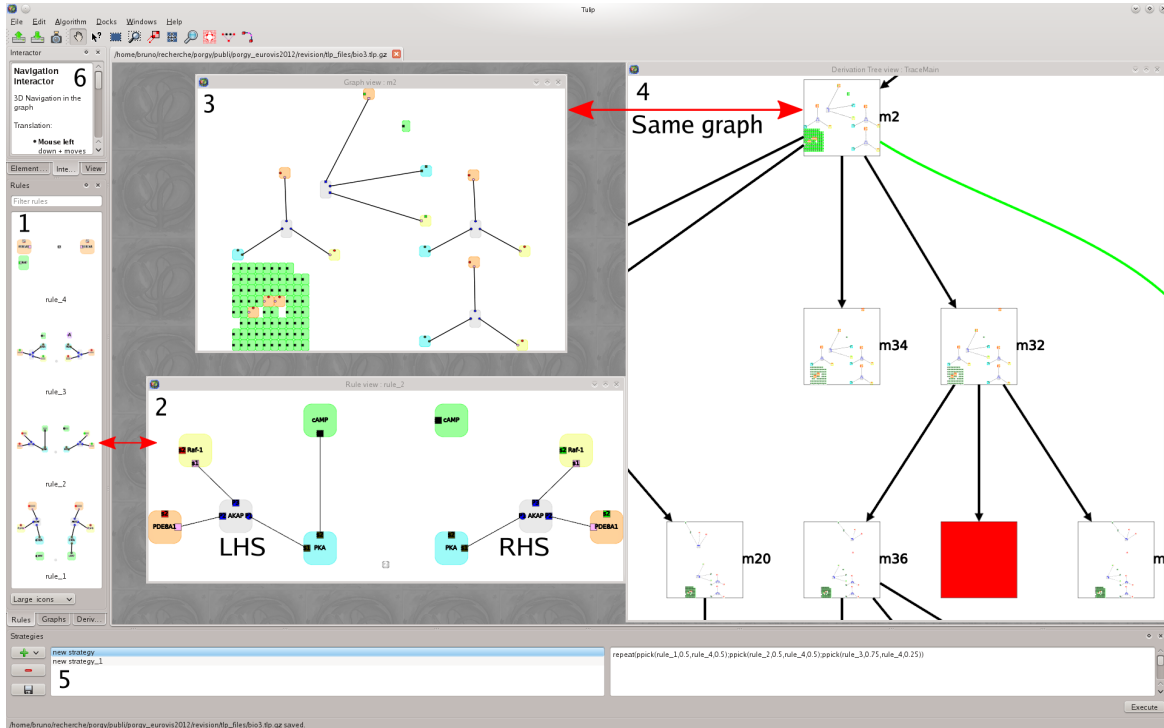 Tulip
File Edit Algorithm Docks Windows Help
Interactor
/home/bruno/recherche/porgy/publi/porgy_eurovis2012/revision/tlp_files/bio3.tlp.gz
Navigation
Interactor
6
3D Navigation in the
graph
Translation:
Mouse left
down + moves
Element... Inte... View
Rules
Filter rules
1
rule_4
rule_3
rule_2
rule_1
Large icons
Rules Graphs Deriv...
Graph view : m2
3
Rule view : rule_2
2
cAMP
cAMP
Raf-1
Raf-1
PDE8A1
AKAP
PKA
PKA
AKAP
PDE8A1
LHS
RHS
Derivation Tree view : TraceMain
4
Same graph
m2
m34
m32
m20
m36
m
Strategies
new strategy
new strategy_1
5
repeat(ppick(rule_1,0.5,rule_4,0.5);ppick(rule_2,0.5,rule_4,0.5);ppick(rule_3,0.75,rule_4,0.25))
Execute
/home/bruno/recherche/porgy/publi/porgy_eurovis2012/revision/tlp_files/bio3.tlp.gz saved.